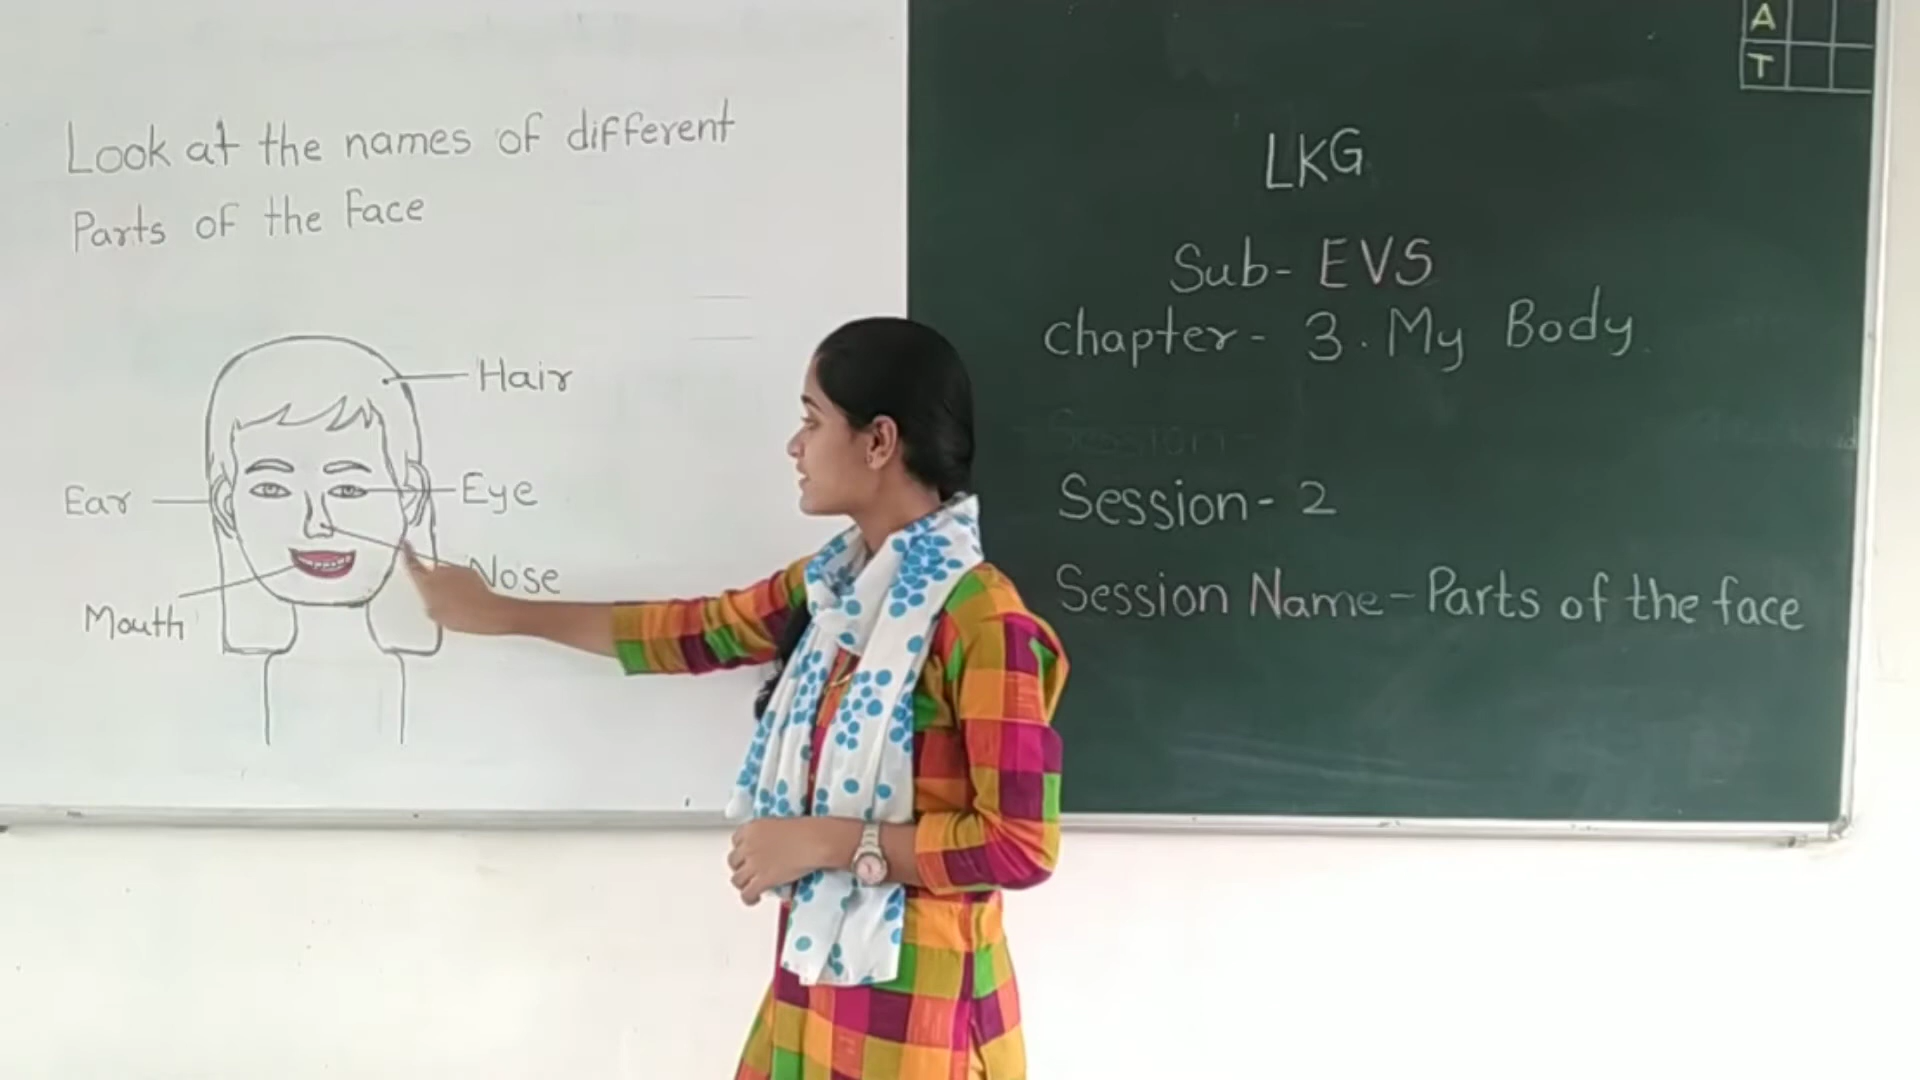 Look at the names of different
Parts of the face
Hair
Ear
Eye
Nose
Mouth
A
T
LKG
Sub- EVS
chapter- 3. My Body
Session-
Session- 2
Session Name- Parts of the face